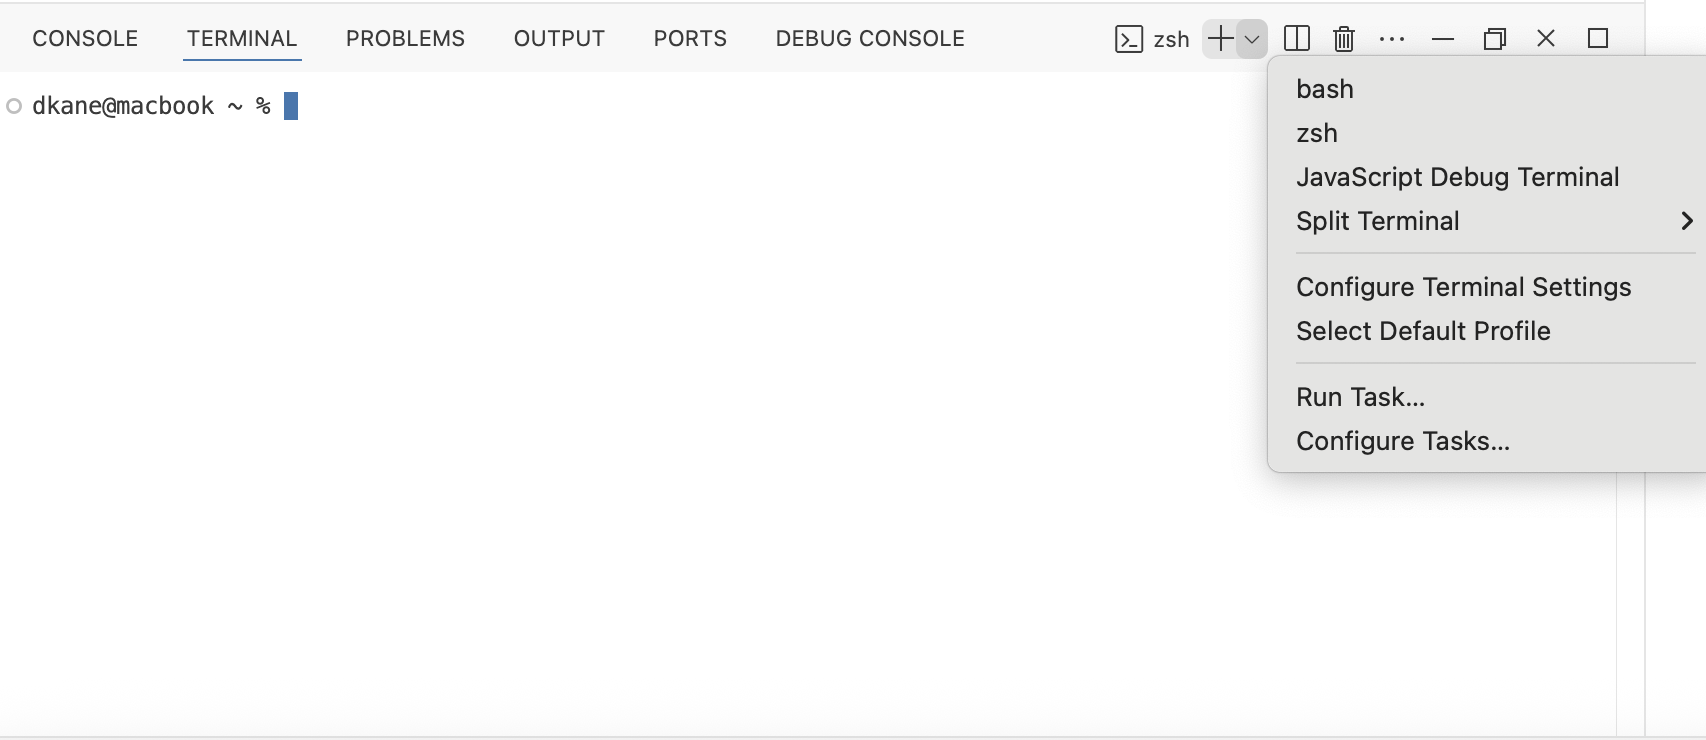 CONSOLE TERMINAL PROBLEMS OUTPUT PORTS DEBUG CONSOLE zsh
dkane@macbook ~ %
bash
zsh
JavaScript Debug Terminal
Split Terminal
Configure Terminal Settings
Select Default Profile
Run Task...
Configure Tasks...